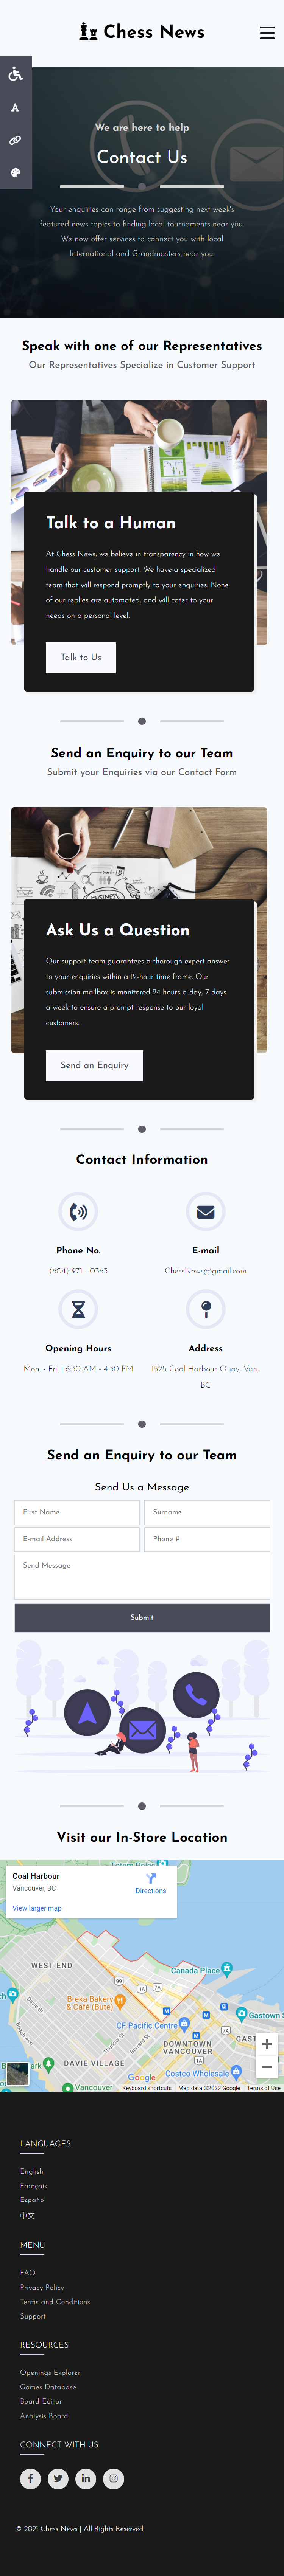 Chess News
We are here to help
Contact Us
Your enquiries can range from suggesting next week's
featured news topics to finding local tournaments near you.
We now offer services to connect you with local
International and Grandmasters near you.
Speak with one of our Representatives
Our Representatives Specialize in Customer Support
Talk to a Human
At Chess News, we believe in transparency in how we
handle our customer support. We have a specialized
team that will respond promptly to your enquiries. None
of our replies are automated, and will cater to your
needs on a personal level.
Talk to Us
Send an Enquiry to our Team
Submit your Enquiries via our Contact Form
Ask Us a Question
Our support team guarantees a thorough expert answer
to your enquiries within a 12-hour time frame. Our
submission mailbox is monitored 24 hours a day, 7 days
a week to ensure a prompt response to our loyal
customers.
Send an Enquiry
Contact Information
Phone No.
(604) 971 - 0363
E-mail
ChessNews@gmail.com
Opening Hours
Mon. - Fri. | 6:30 AM - 4:30 PM
Address
1525 Coal Harbour Quay, Van.,
BC
Send an Enquiry to our Team
Send Us a Message
First Name
Surname
E-mail Address
Phone #
Send Message
Submit
Visit our In-Store Location
Coal Harbour
Vancouver, BC
Directions
View larger map
WEST END
Canada Place
Breka Bakery
& Café (Bute)
CF Pacific Centre
Gastown S
GAST
DOWNTOWN
VANCOUVER
DAVIE VILLAGE
Costco Wholesale
Vancouver
Google
Keyboard shortcuts
Map data ©2022 Google
Terms of Use
LANGUAGES
English
Français
Español
中文
MENU
FAQ
Privacy Policy
Terms and Conditions
Support
RESOURCES
Openings Explorer
Games Database
Board Editor
Analysis Board
CONNECT WITH US
© 2021 Chess News | All Rights Reserved